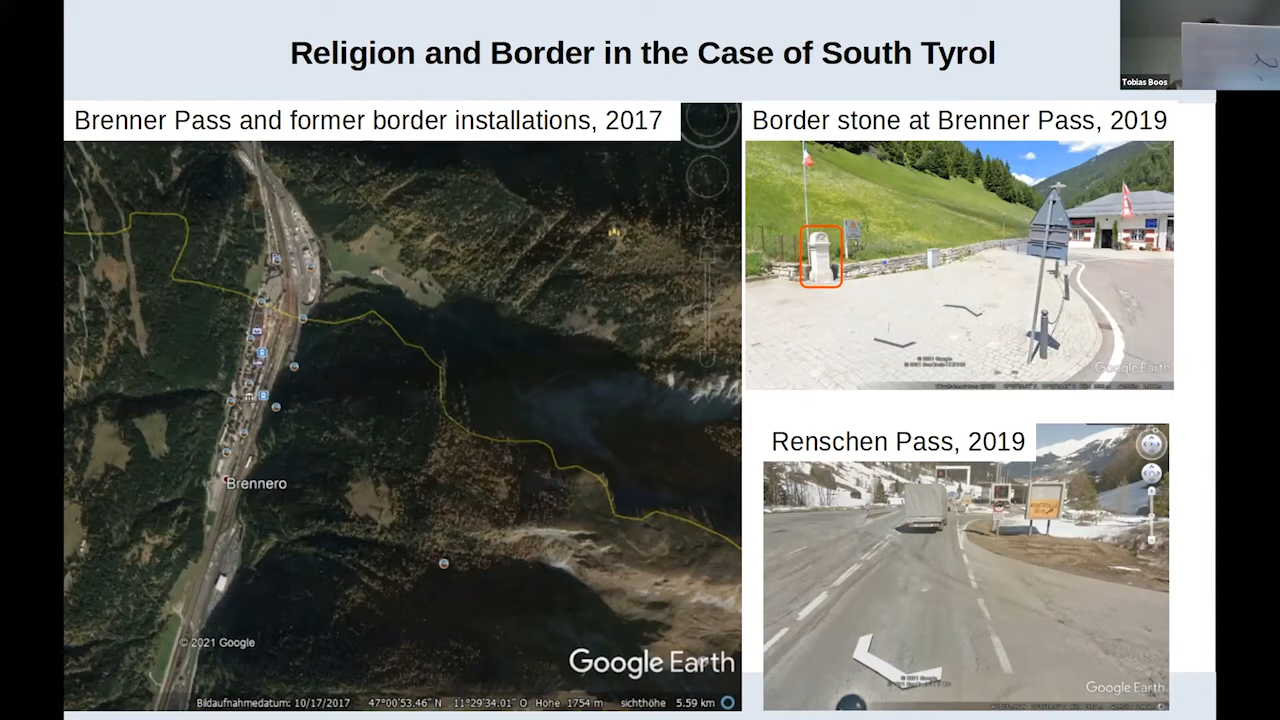 Religion and Border in the Case of South Tyrol
Tobias Boos
Brenner Pass and former border installations, 2017
Border stone at Brenner Pass, 2019
Google Earth
Renschen Pass, 2019
Brennero
© 2021 Google
Google Earth
Bildaufnahmedatum: 10/17/2017 47°00'53.46" N 11°29'34.01" O Höhe 1754 m sichthöhe 5.59 km
Google Earth